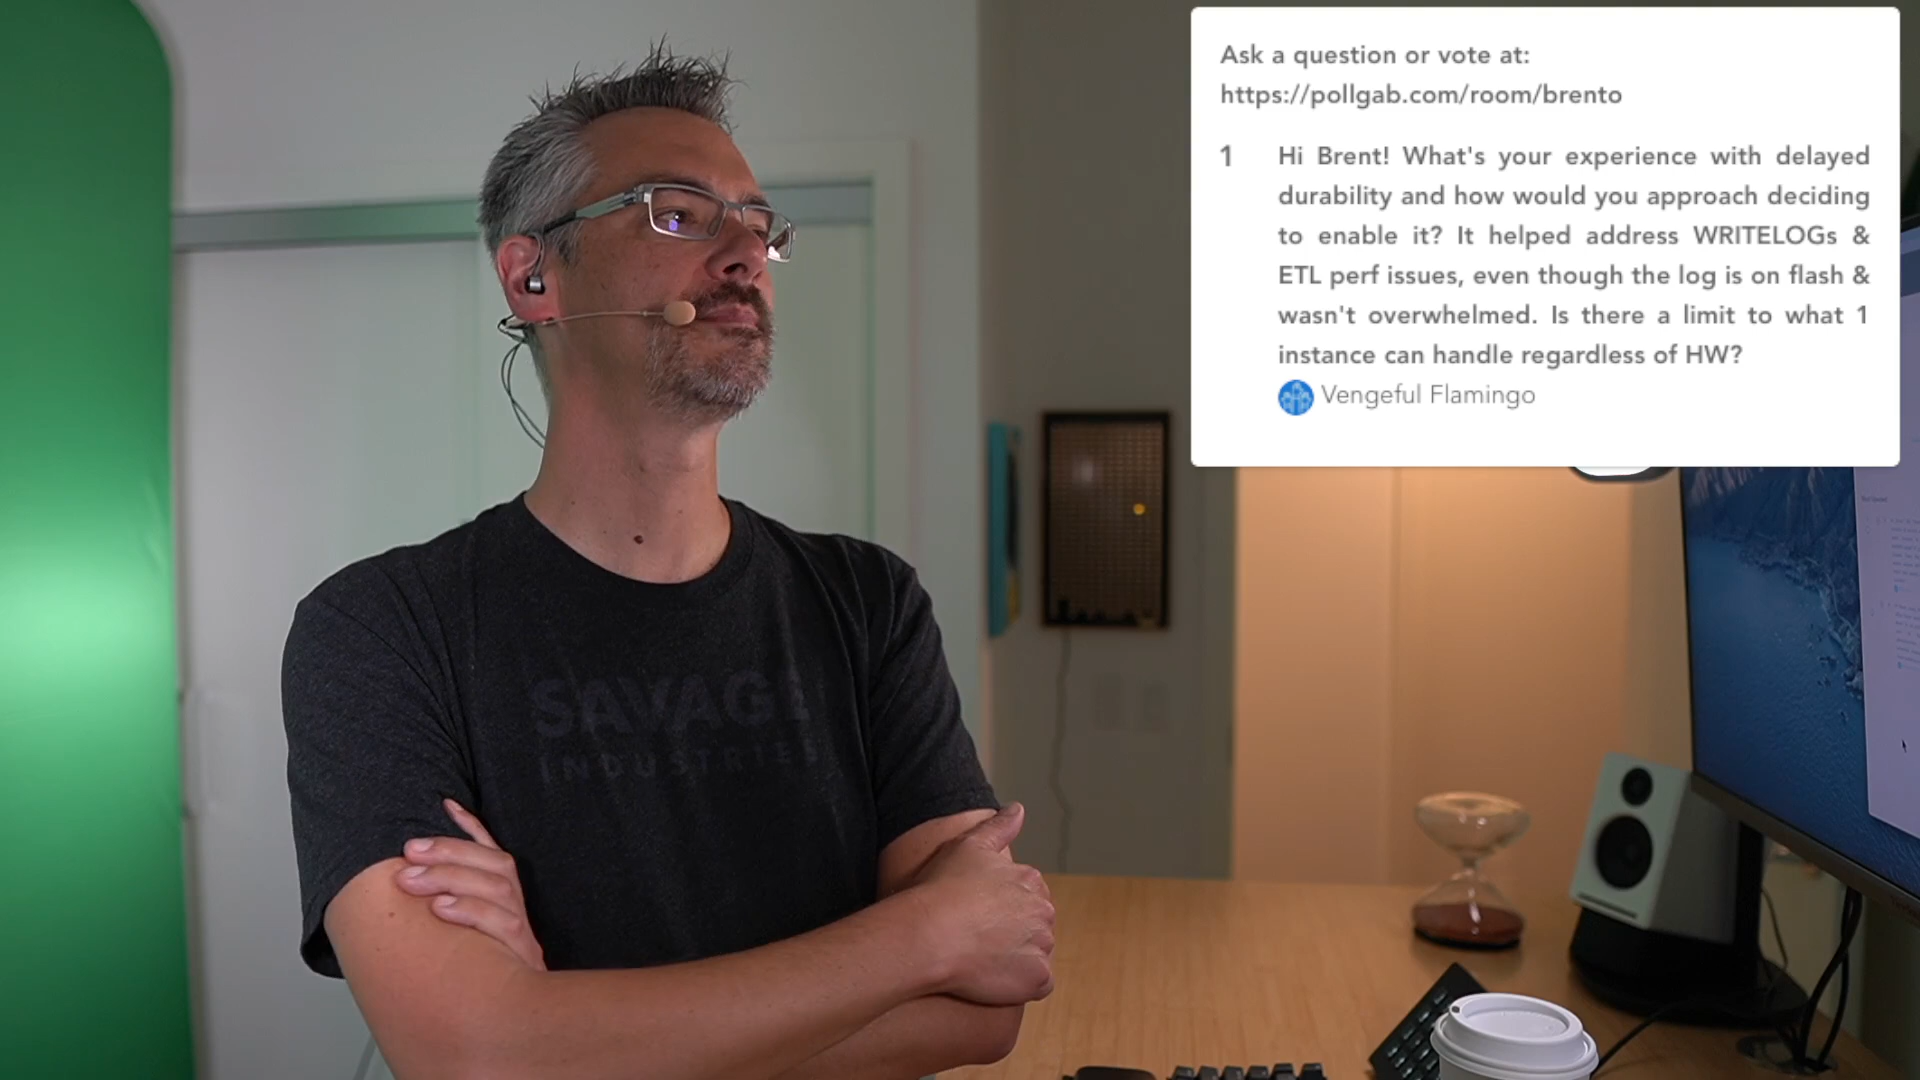 Ask a question or vote at:
https://pollgab.com/room/brento
1 Hi Brent! What's your experience with delayed
durability and how would you approach deciding
to enable it? It helped address WRITELOGs &
ETL perf issues, even though the log is on flash &
wasn't overwhelmed. Is there a limit to what 1
instance can handle regardless of HW?
Vengeful Flamingo
SAVAGE
INDUSTRIES